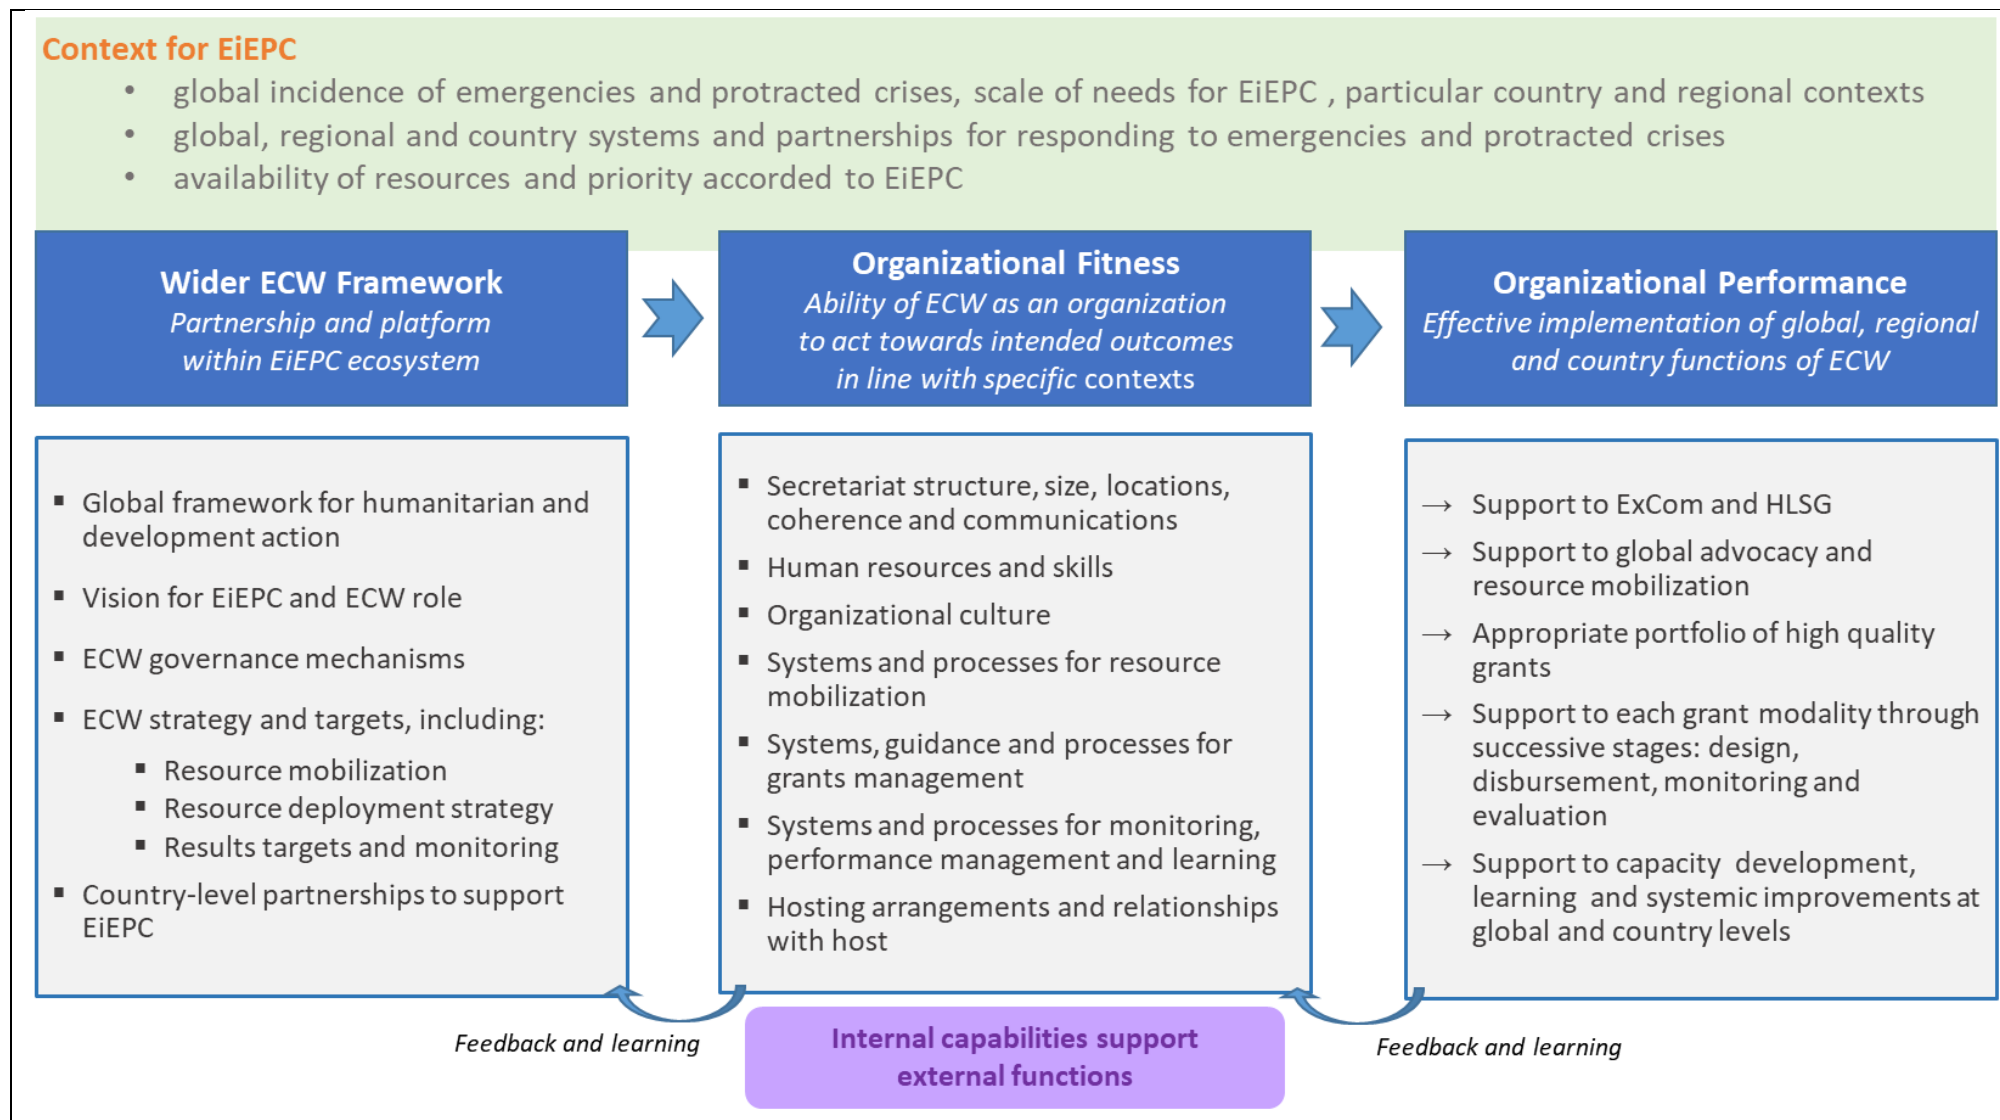 Context for EiEPC
• global incidence of emergencies and protracted crises, scale of needs for EiEPC , particular country and regional contexts
• global, regional and country systems and partnerships for responding to emergencies and protracted crises
• availability of resources and priority accorded to EiEPC
Wider ECW Framework
Partnership and platform
within EiEPC ecosystem
Organizational Fitness
Ability of ECW as an organization
to act towards intended outcomes
in line with specific contexts
Organizational Performance
Effective implementation of global, regional
and country functions of ECW
▪ Global framework for humanitarian and
development action
▪ Vision for EiEPC and ECW role
▪ ECW governance mechanisms
▪ ECW strategy and targets, including:
▪ Resource mobilization
▪ Resource deployment strategy
▪ Results targets and monitoring
▪ Country-level partnerships to support
EiEPC
▪ Secretariat structure, size, locations,
coherence and communications
▪ Human resources and skills
▪ Organizational culture
▪ Systems and processes for resource
mobilization
▪ Systems, guidance and processes for
grants management
▪ Systems and processes for monitoring,
performance management and learning
▪ Hosting arrangements and relationships
with host
→ Support to ExCom and HLSG
→ Support to global advocacy and
resource mobilization
→ Appropriate portfolio of high quality
grants
→ Support to each grant modality through
successive stages: design,
disbursement, monitoring and
evaluation
→ Support to capacity development,
learning and systemic improvements at
global and country levels
Feedback and learning
Internal capabilities support
external functions
Feedback and learning